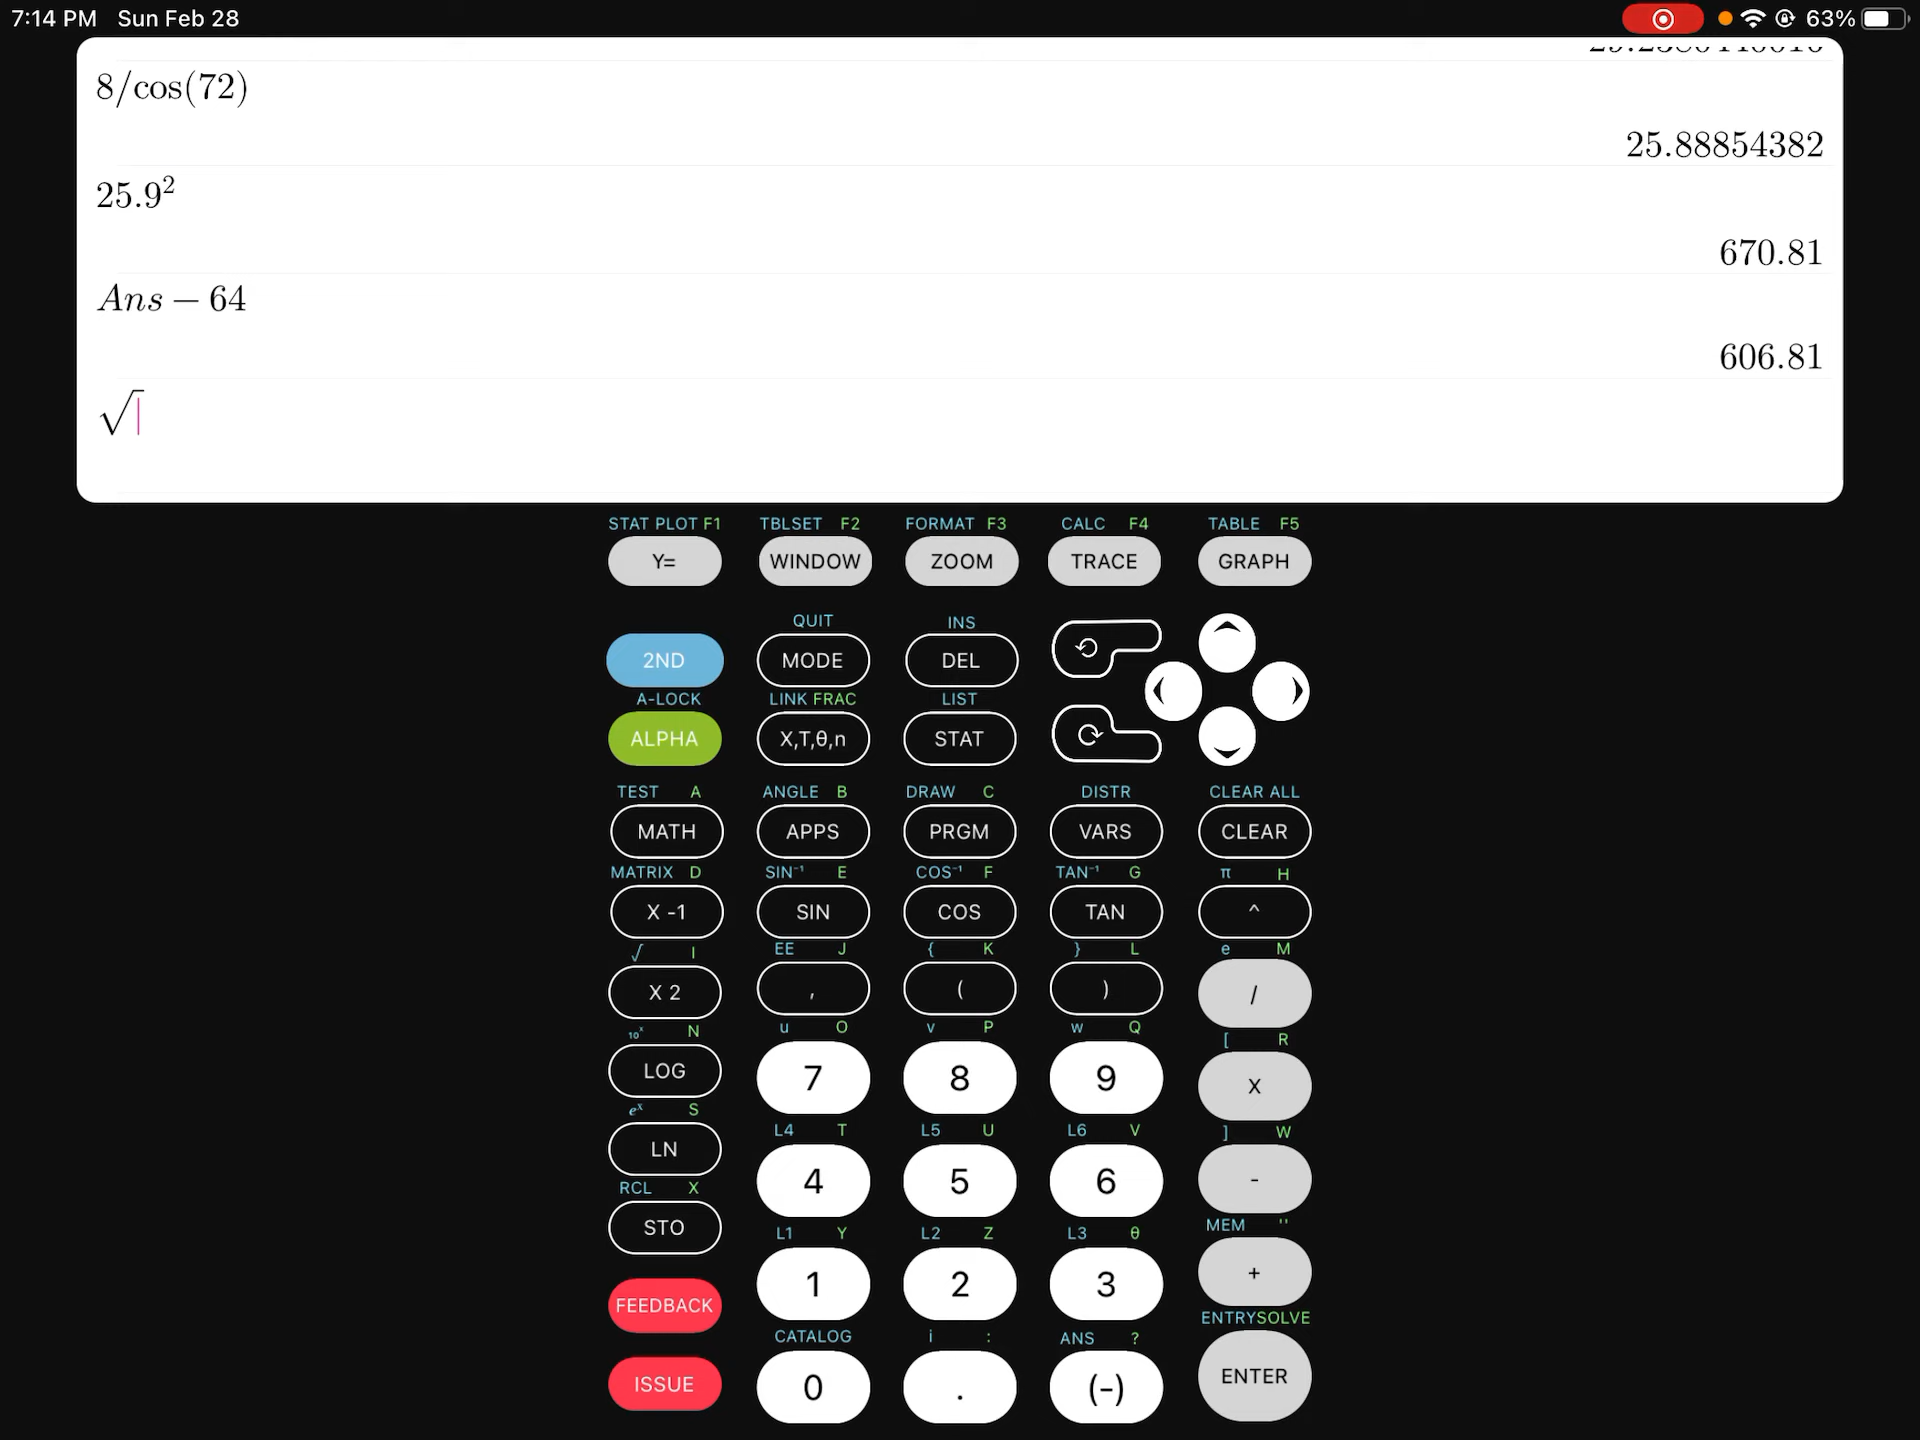 7:14 PM Sun Feb 28 63%
8/cos(72)
25.88854382
25.9²
670.81
Ans − 64
606.81
√
STAT PLOT F1 TBLSET F2 FORMAT F3 CALC F4 TABLE F5
Y= WINDOW ZOOM TRACE GRAPH
QUIT INS
2ND MODE DEL
A-LOCK LINK FRAC LIST
ALPHA X,T,θ,n STAT
TEST A ANGLE B DRAW C DISTR CLEAR ALL
MATH APPS PRGM VARS CLEAR
MATRIX D SIN⁻¹ E COS⁻¹ F TAN⁻¹ G π H
X -1 SIN COS TAN ^
√ I EE J { K } L e M
X 2 , ( ) /
10ˣ N u O v P w Q [ R
LOG 7 8 9 X
eˣ S L4 T L5 U L6 V ] W
LN 4 5 6 -
RCL X L1 Y L2 Z L3 θ MEM ''
STO 1 2 3 +
FEEDBACK ENTRY SOLVE
CATALOG i : ANS ?
ISSUE 0 . (-) ENTER